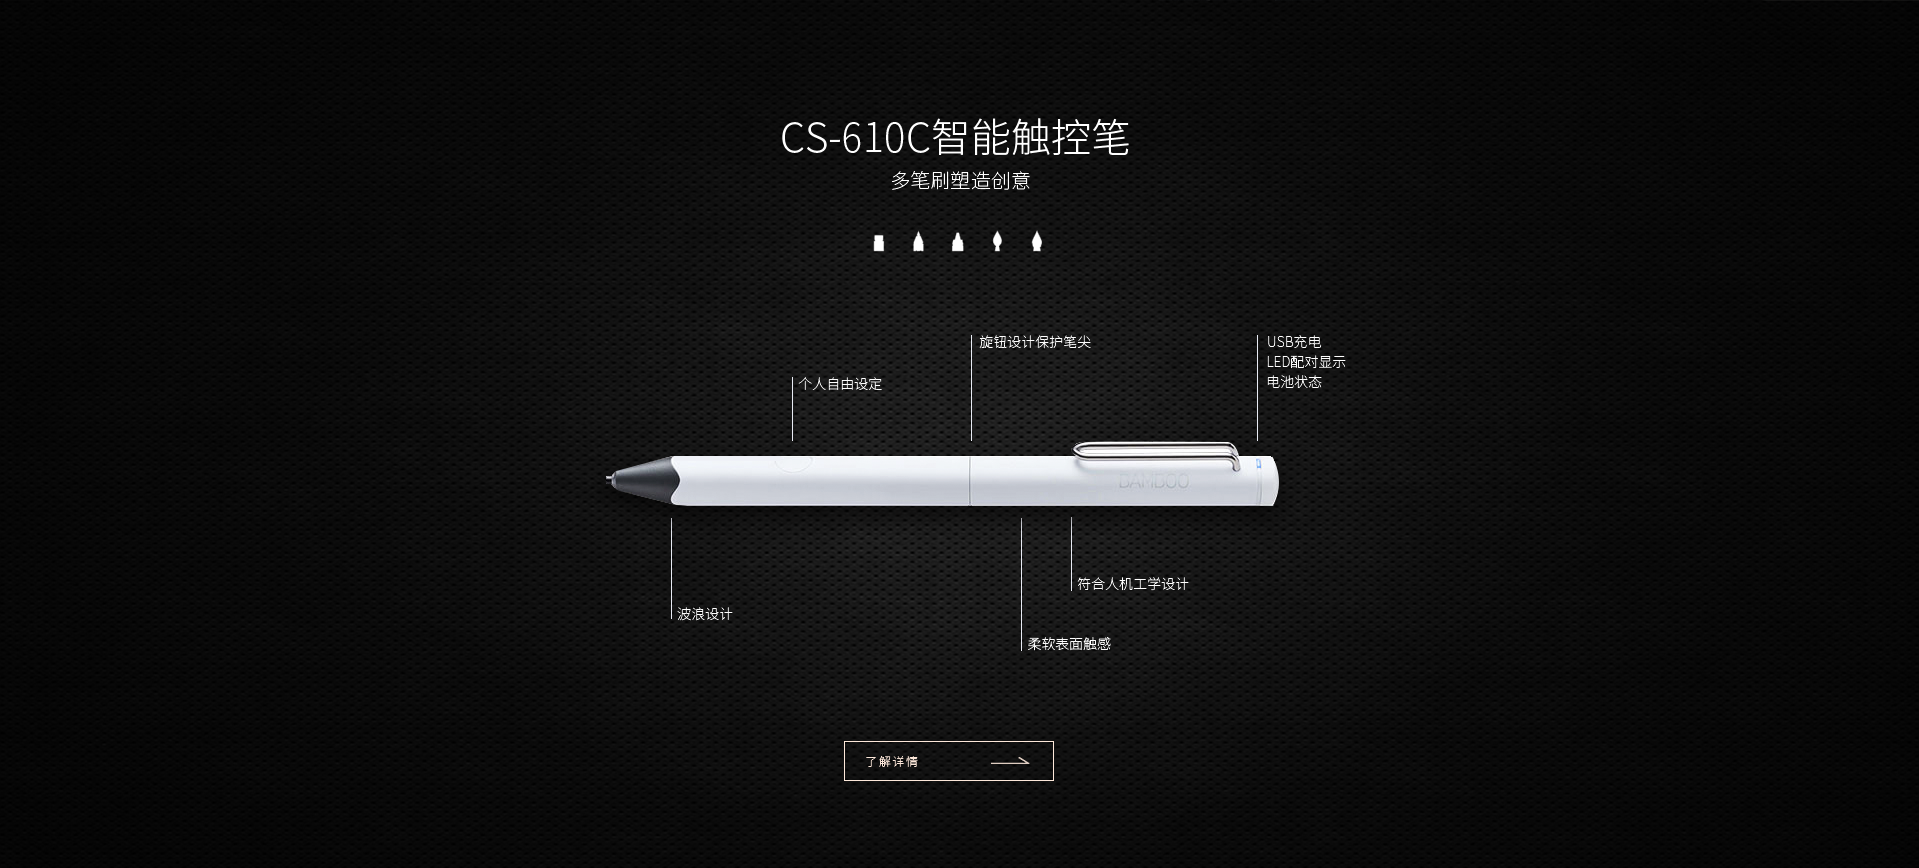 CS-610C智能触控笔
多笔刷塑造创意
旋钮设计保护笔尖
USB充电
LED配对显示
电池状态
个人自由设定
BAMBOO
符合人机工学设计
波浪设计
柔软表面触感
了解详情